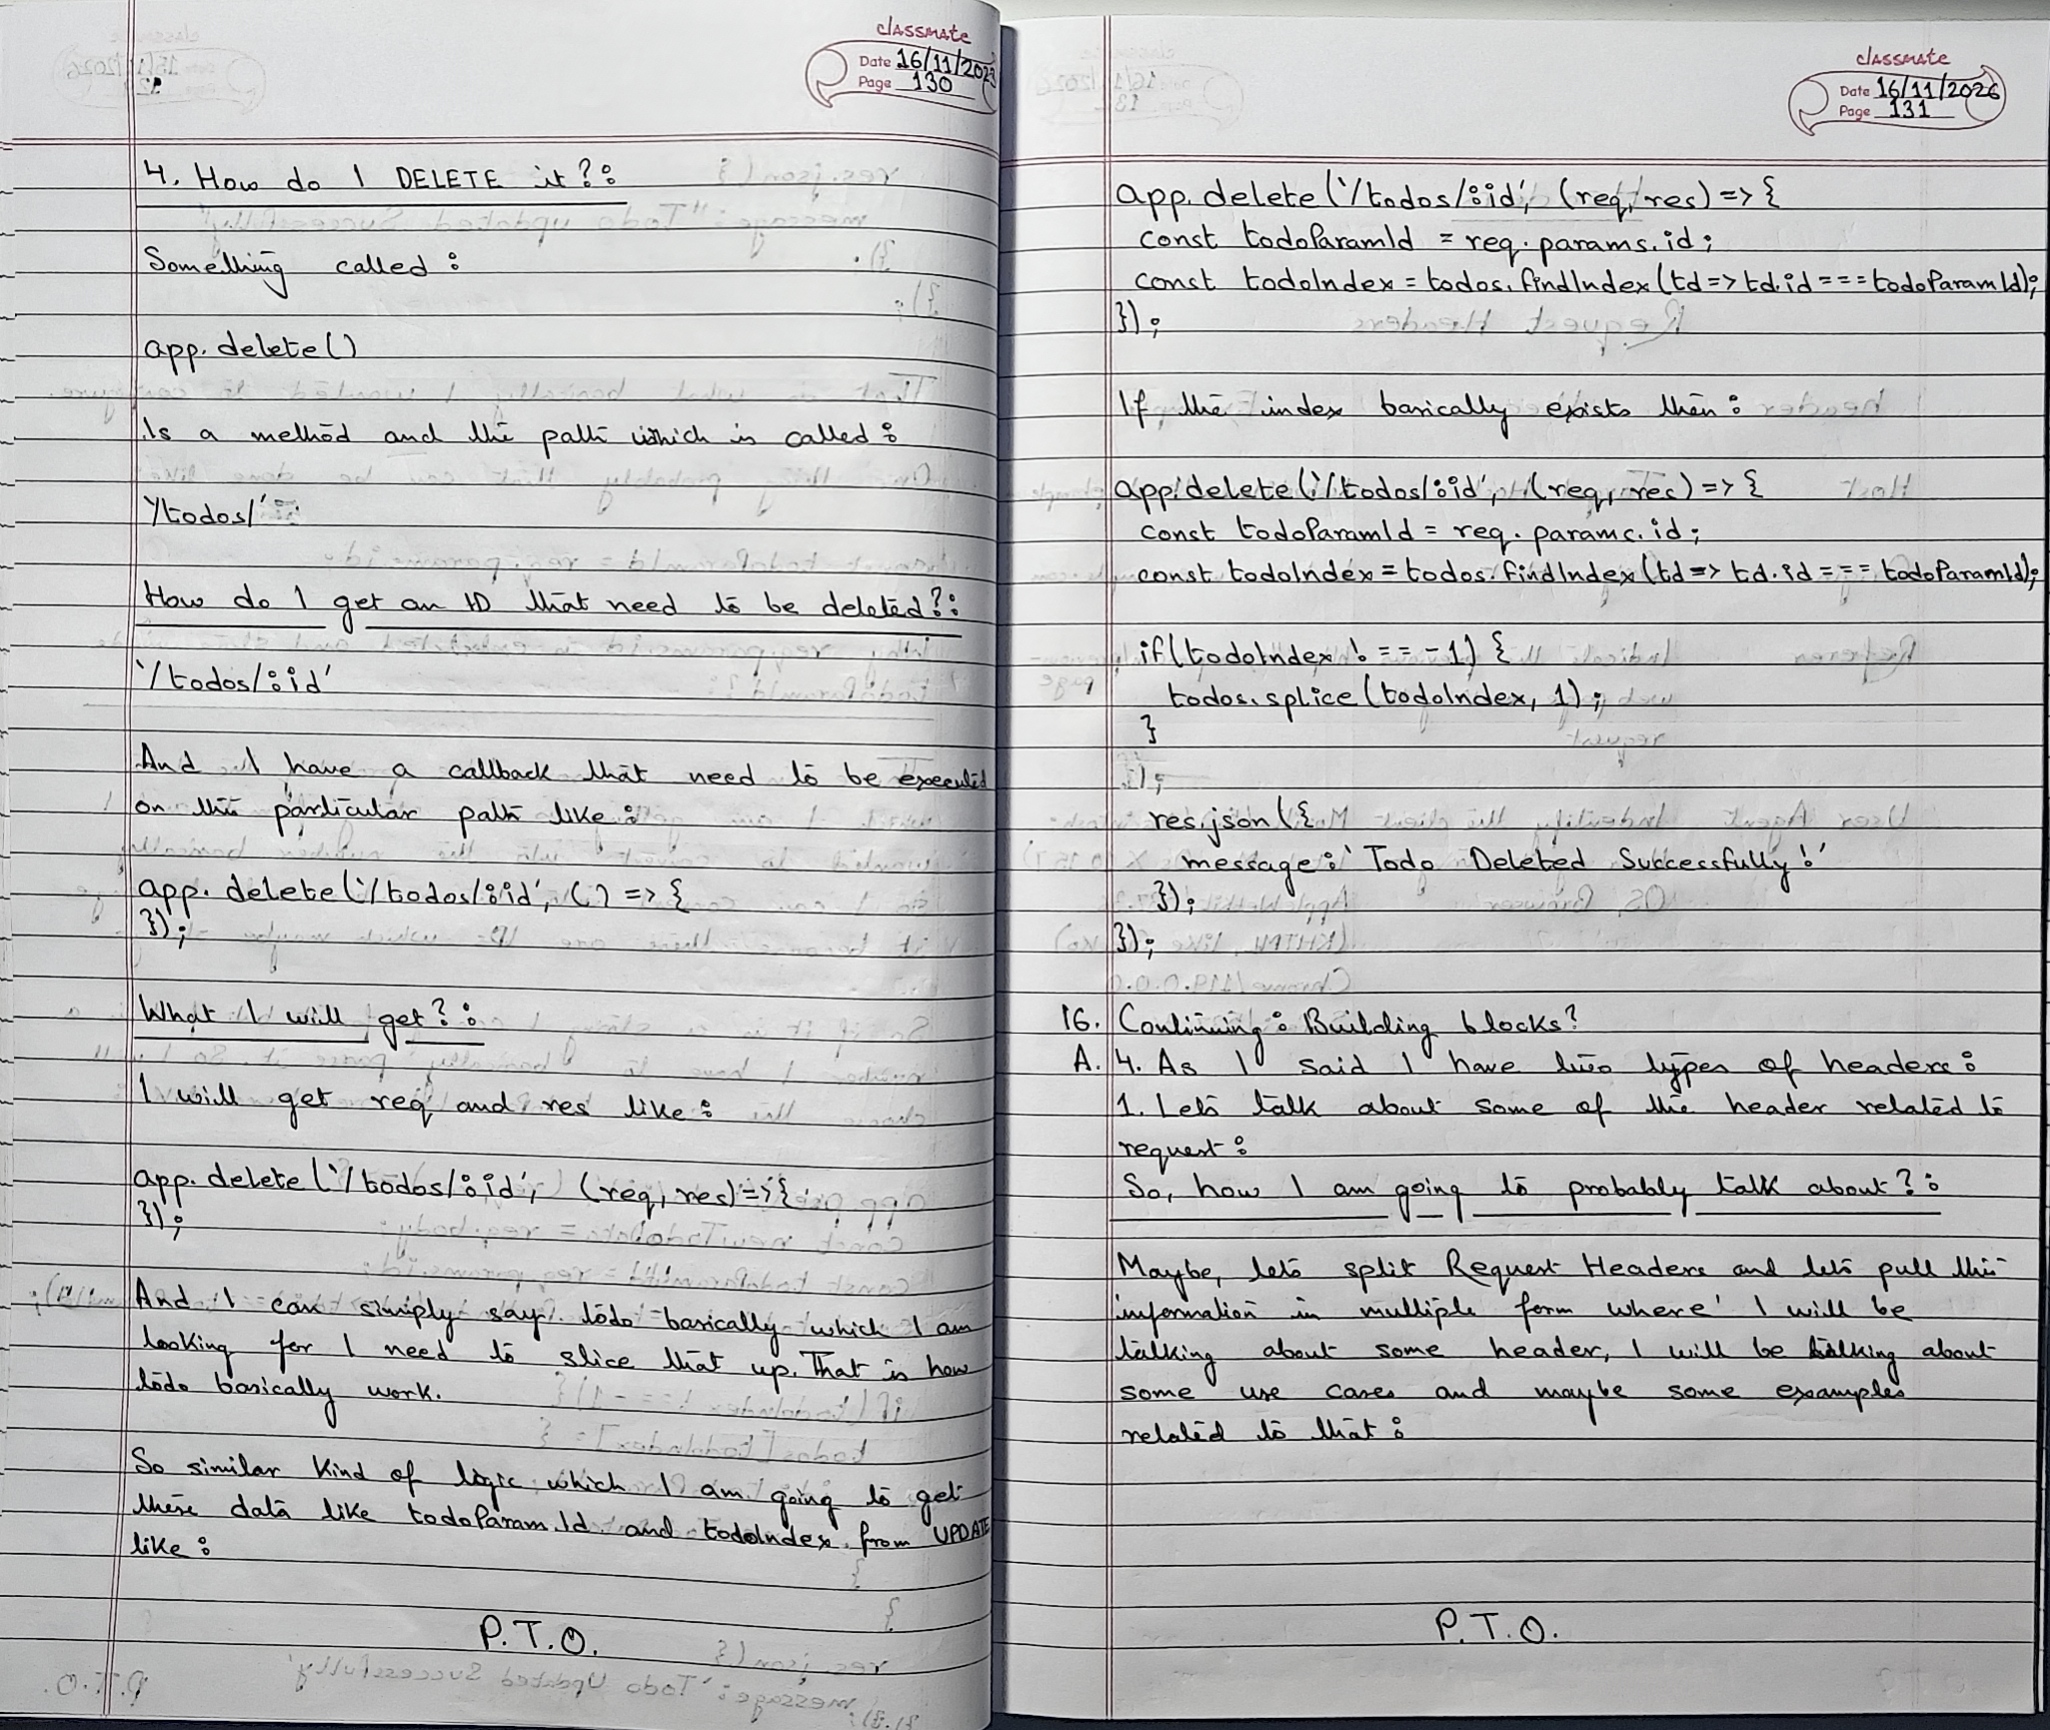 classmate
Date 16/11/202
Page 130
4. How do I DELETE it?:
Something called:
app.delete()
Is a method and the path which is called:
'/todos/'
How do I get an ID that need to be deleted?:
'/todos/:id'
And I have a callback that need to be executed
on this particular path like:
app.delete('/todos/:id', () => {
});
What I will get?:
I will get req and res like:
app.delete('/todos/:id', (req, res) => {
});
And I can simply say todo basically which I am
looking for I need to slice that up. That is how
todo basically work.
So similar kind of logic which I am going to get
these data like todoParamId and todoIndex from UPDATE
like:
P.T.O.
classmate
Date 16/11/2026
Page 131
app.delete('/todos/:id', (req, res) => {
const todoParamId = req.params.id;
const todoIndex = todos.findIndex(td => td.id === todoParamId);
});
If the index basically exists then:
app.delete('/todos/:id', (req, res) => {
const todoParamId = req.params.id;
const todoIndex = todos.findIndex(td => td.id === todoParamId);
if(todoIndex !== -1) {
todos.splice(todoIndex, 1);
}
res.json({
message: 'Todo Deleted Successfully!'
});
});
16. Continuing: Building blocks?
A. 4. As I said I have two types of headers:
1. Lets talk about some of the header related to
request:
So, how I am going to probably talk about?:
Maybe, lets split Request Headers and lets pull this
information in multiple form where I will be
talking about some header, I will be talking about
some use cases and maybe some examples
related to that:
P.T.O.